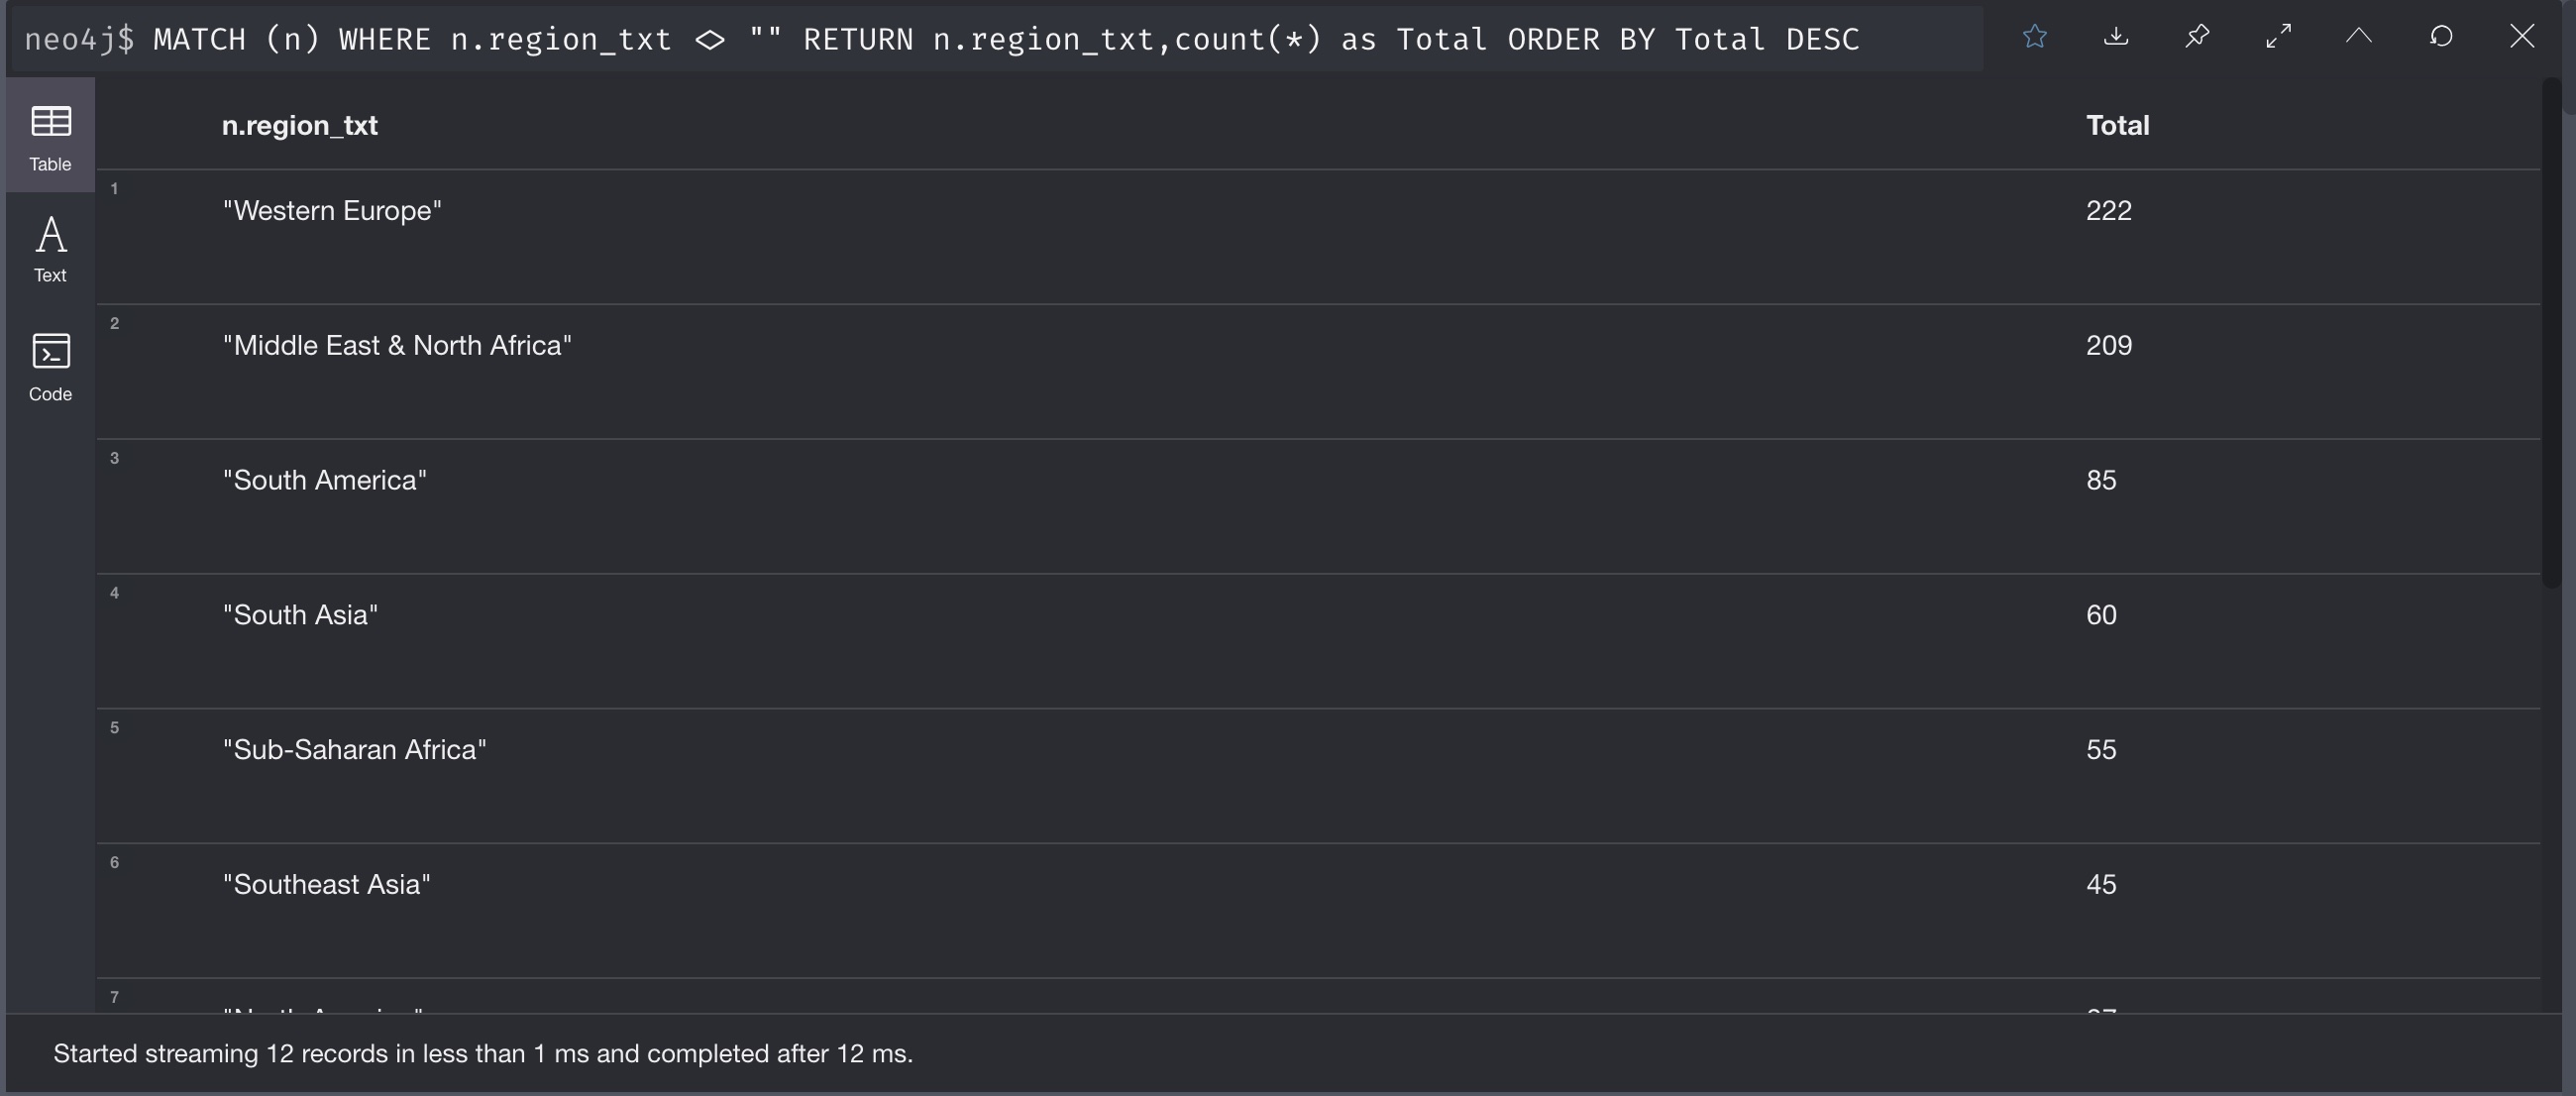 neo4j$ MATCH (n) WHERE n.region_txt <> "" RETURN n.region_txt,count(*) as Total ORDER BY Total DESC
n.region_txt Total
Table
1 "Western Europe" 222
Text
2 "Middle East & North Africa" 209
Code
3 "South America" 85
4 "South Asia" 60
5 "Sub-Saharan Africa" 55
6 "Southeast Asia" 45
7 "North America"
Started streaming 12 records in less than 1 ms and completed after 12 ms.